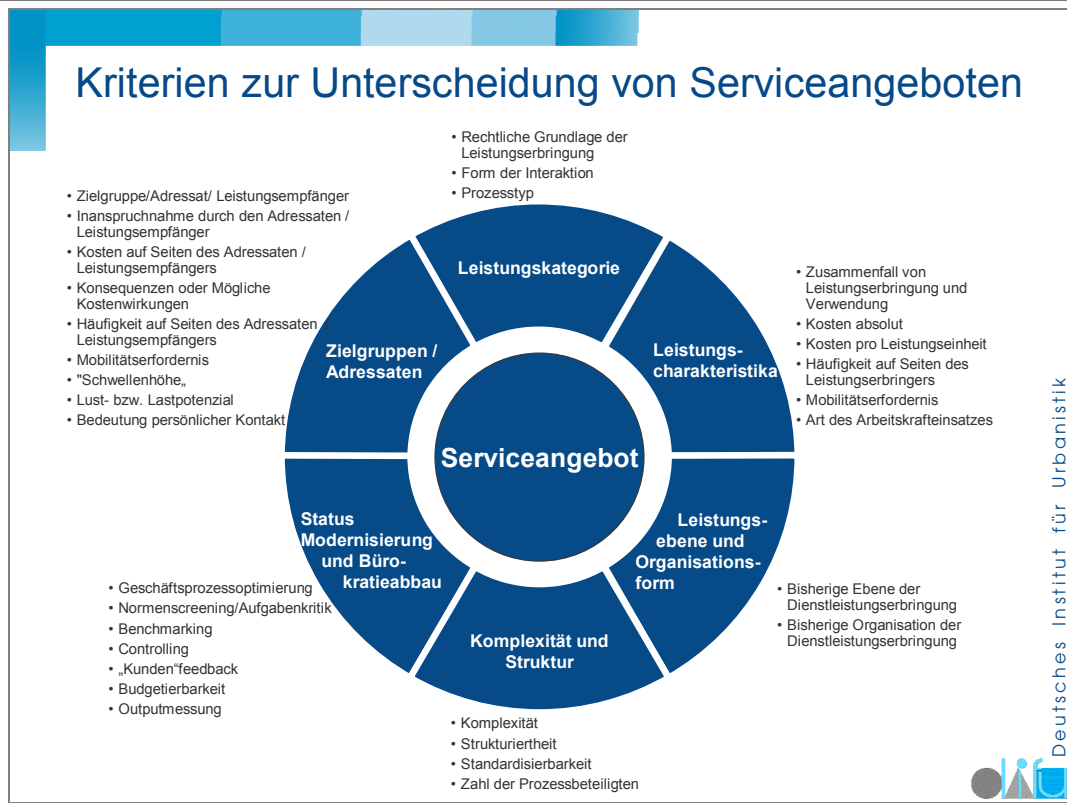 Kriterien zur Unterscheidung von Serviceangeboten
• Rechtliche Grundlage der
Leistungserbringung
• Form der Interaktion
• Prozesstyp
• Zielgruppe/Adressat/ Leistungsempfänger
• Inanspruchnahme durch den Adressaten /
Leistungsempfänger
• Kosten auf Seiten des Adressaten /
Leistungsempfängers
• Konsequenzen oder Mögliche
Kostenwirkungen
• Häufigkeit auf Seiten des Adressaten /
Leistungsempfängers
• Mobilitätserfordernis
• "Schwellenhöhe„
• Lust- bzw. Lastpotenzial
• Bedeutung persönlicher Kontakt
Leistungskategorie
Zielgruppen /
Adressaten
Leistungs-
charakteristika
• Zusammenfall von
Leistungserbringung und
Verwendung
• Kosten absolut
• Kosten pro Leistungseinheit
• Häufigkeit auf Seiten des
Leistungserbringers
• Mobilitätserfordernis
• Art des Arbeitskrafteinsatzes
Serviceangebot
Status
Modernisierung
und Büro-
kratieabbau
Leistungs-
ebene und
Organisations-
form
Komplexität und
Struktur
• Geschäftsprozessoptimierung
• Normenscreening/Aufgabenkritik
• Benchmarking
• Controlling
• „Kunden“feedback
• Budgetierbarkeit
• Outputmessung
• Bisherige Ebene der
Dienstleistungserbringung
• Bisherige Organisation der
Dienstleistungserbringung
• Komplexität
• Strukturiertheit
• Standardisierbarkeit
• Zahl der Prozessbeteiligten
Deutsches Institut für Urbanistik
difu